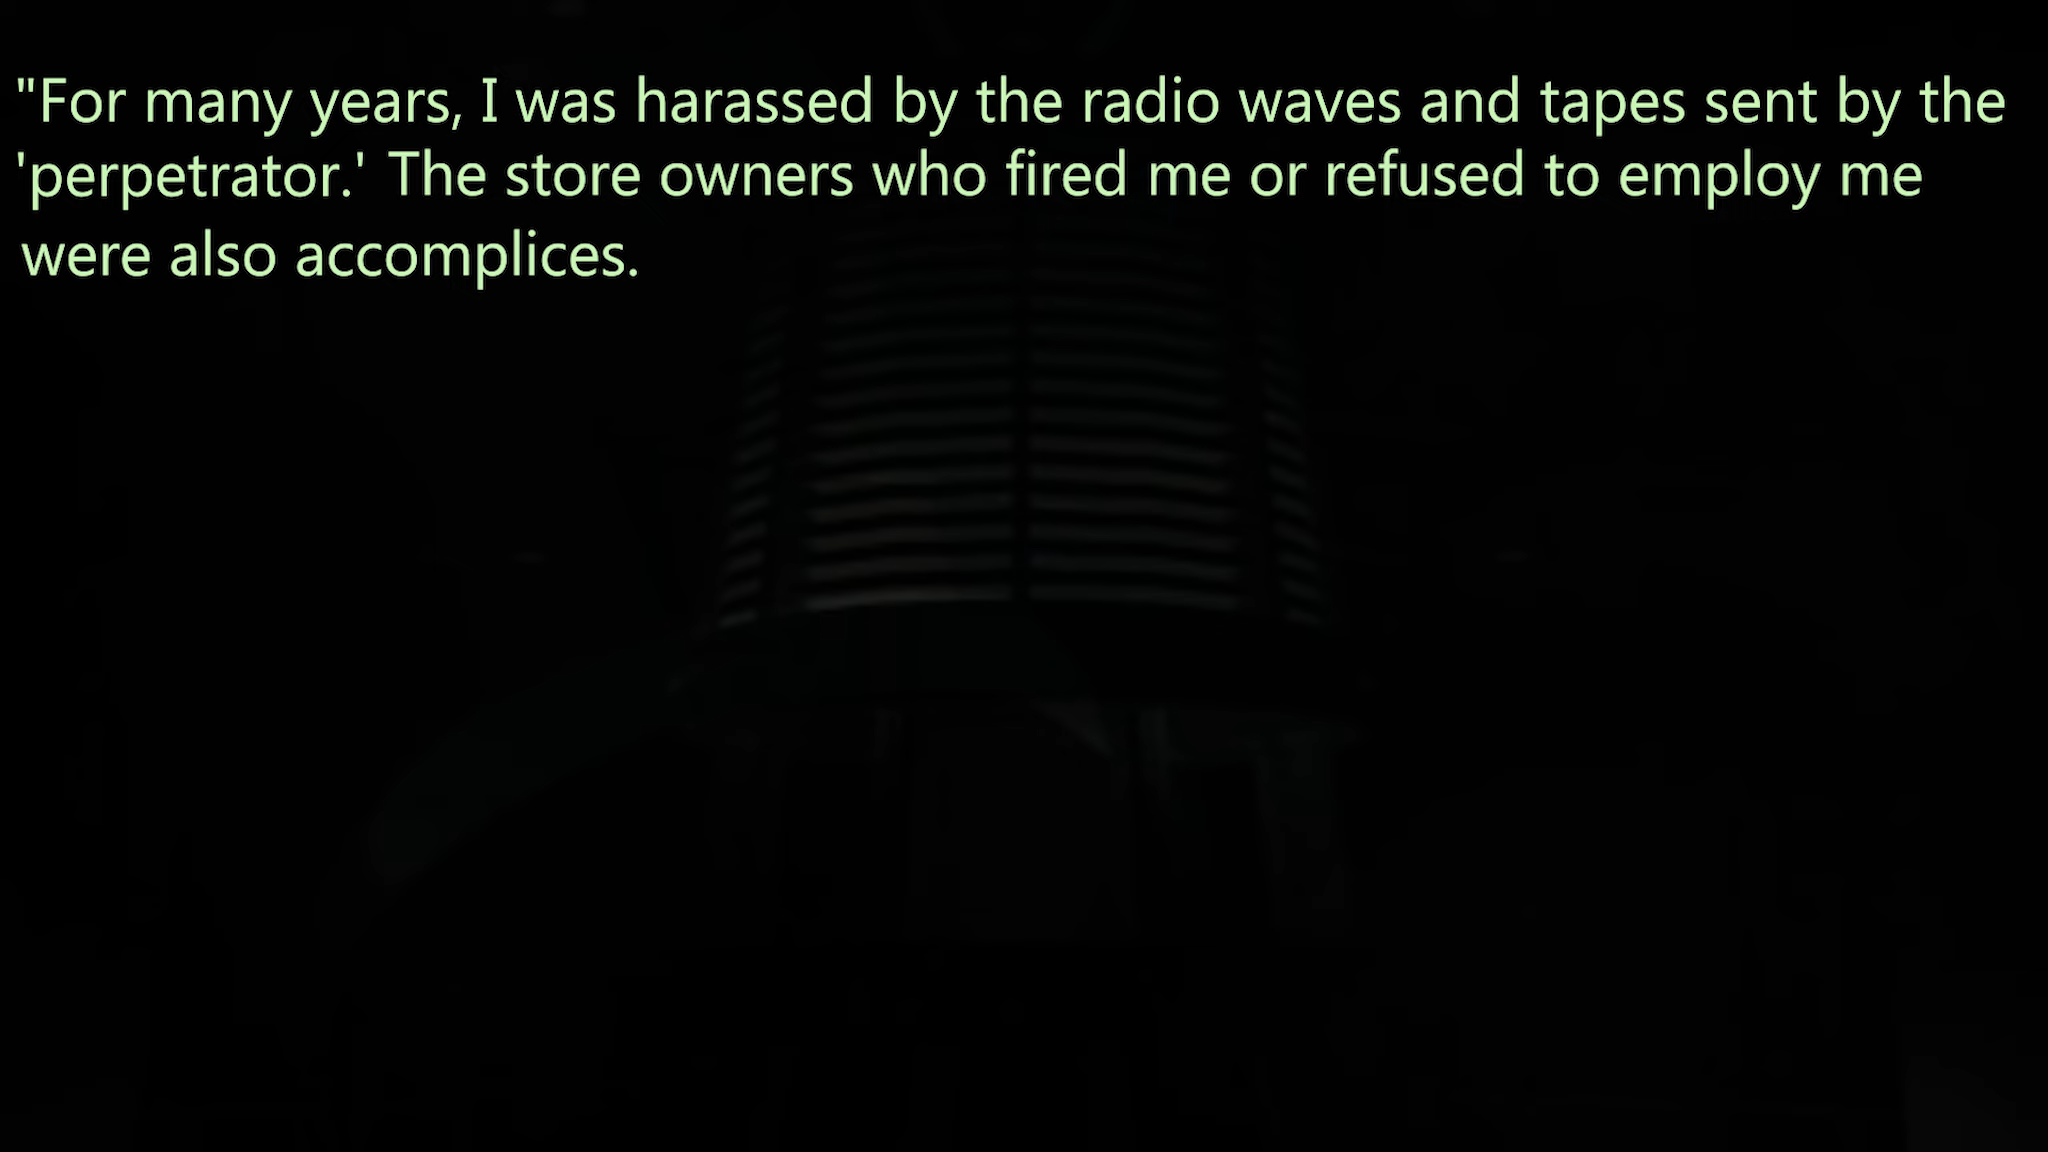 "For many years, I was harassed by the radio waves and tapes sent by the
'perpetrator.' The store owners who fired me or refused to employ me
were also accomplices.